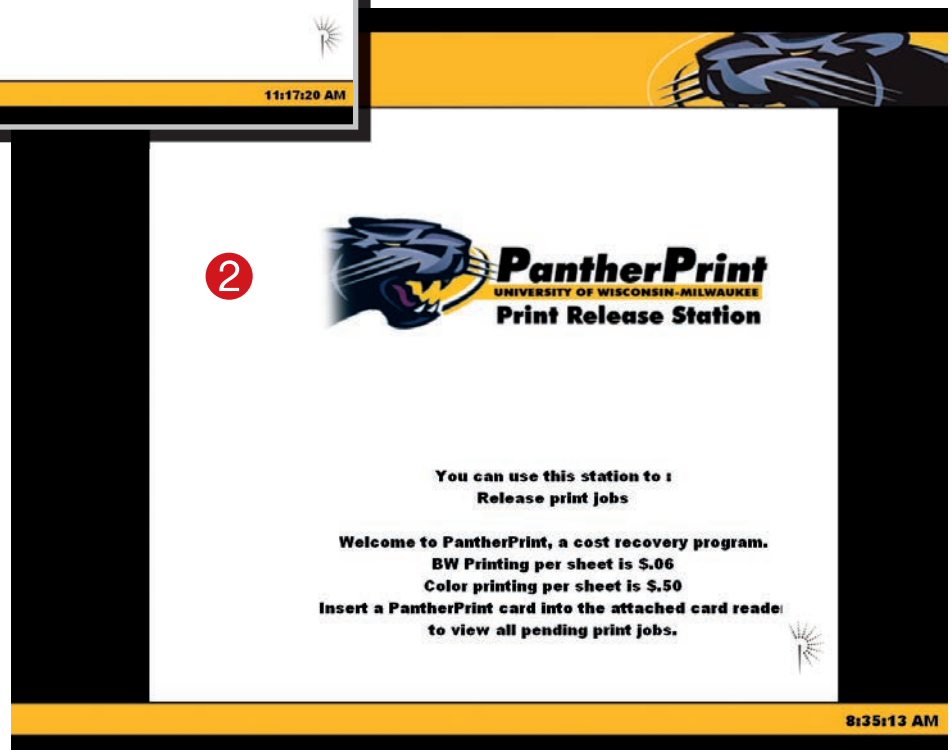 11:17:20 AM
2
PantherPrint
UNIVERSITY OF WISCONSIN-MILWAUKEE
Print Release Station
You can use this station to :
Release print jobs
Welcome to PantherPrint, a cost recovery program.
BW Printing per sheet is $.06
Color printing per sheet is $.50
Insert a PantherPrint card into the attached card reade
to view all pending print jobs.
8:35:13 AM